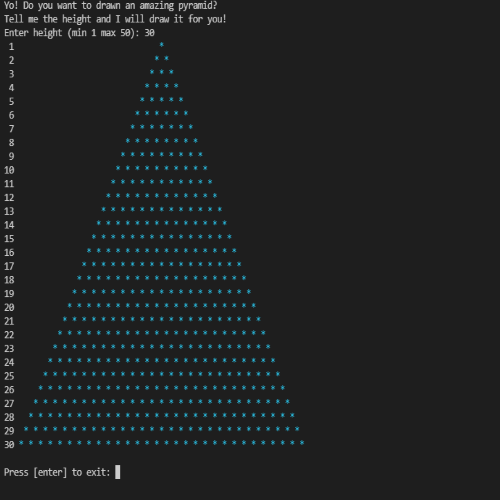 Yo! Do you want to drawn an amazing pyramid?
Tell me the height and I will draw it for you!
Enter height (min 1 max 50): 30
1 *
2 * *
3 * * *
4 * * * *
5 * * * * *
6 * * * * * *
7 * * * * * * *
8 * * * * * * * *
9 * * * * * * * * *
10 * * * * * * * * * *
11 * * * * * * * * * * *
12 * * * * * * * * * * * *
13 * * * * * * * * * * * * *
14 * * * * * * * * * * * * * *
15 * * * * * * * * * * * * * * *
16 * * * * * * * * * * * * * * * *
17 * * * * * * * * * * * * * * * * *
18 * * * * * * * * * * * * * * * * * *
19 * * * * * * * * * * * * * * * * * * *
20 * * * * * * * * * * * * * * * * * * * *
21 * * * * * * * * * * * * * * * * * * * * *
22 * * * * * * * * * * * * * * * * * * * * * *
23 * * * * * * * * * * * * * * * * * * * * * * *
24 * * * * * * * * * * * * * * * * * * * * * * * *
25 * * * * * * * * * * * * * * * * * * * * * * * * *
26 * * * * * * * * * * * * * * * * * * * * * * * * * *
27 * * * * * * * * * * * * * * * * * * * * * * * * * * *
28 * * * * * * * * * * * * * * * * * * * * * * * * * * * *
29 * * * * * * * * * * * * * * * * * * * * * * * * * * * * *
30 * * * * * * * * * * * * * * * * * * * * * * * * * * * * * *
Press [enter] to exit: